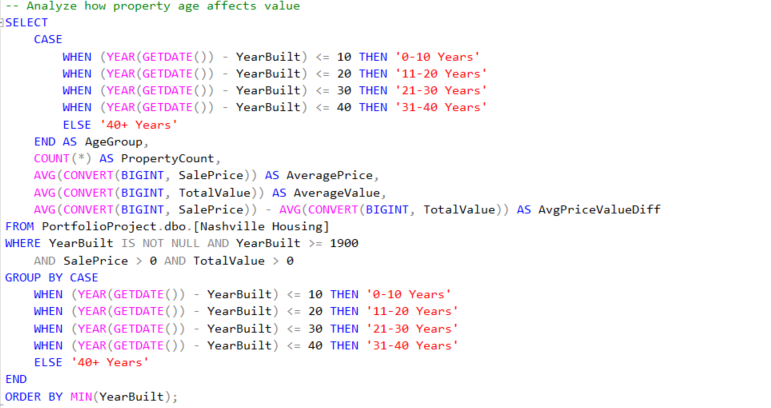 -- Analyze how property age affects value
SELECT
    CASE
        WHEN (YEAR(GETDATE()) - YearBuilt) <= 10 THEN '0-10 Years'
        WHEN (YEAR(GETDATE()) - YearBuilt) <= 20 THEN '11-20 Years'
        WHEN (YEAR(GETDATE()) - YearBuilt) <= 30 THEN '21-30 Years'
        WHEN (YEAR(GETDATE()) - YearBuilt) <= 40 THEN '31-40 Years'
        ELSE '40+ Years'
    END AS AgeGroup,
    COUNT(*) AS PropertyCount,
    AVG(CONVERT(BIGINT, SalePrice)) AS AveragePrice,
    AVG(CONVERT(BIGINT, TotalValue)) AS AverageValue,
    AVG(CONVERT(BIGINT, SalePrice)) - AVG(CONVERT(BIGINT, TotalValue)) AS AvgPriceValueDiff
FROM PortfolioProject.dbo.[Nashville Housing]
WHERE YearBuilt IS NOT NULL AND YearBuilt >= 1900
    AND SalePrice > 0 AND TotalValue > 0
GROUP BY CASE
    WHEN (YEAR(GETDATE()) - YearBuilt) <= 10 THEN '0-10 Years'
    WHEN (YEAR(GETDATE()) - YearBuilt) <= 20 THEN '11-20 Years'
    WHEN (YEAR(GETDATE()) - YearBuilt) <= 30 THEN '21-30 Years'
    WHEN (YEAR(GETDATE()) - YearBuilt) <= 40 THEN '31-40 Years'
    ELSE '40+ Years'
END
ORDER BY MIN(YearBuilt);